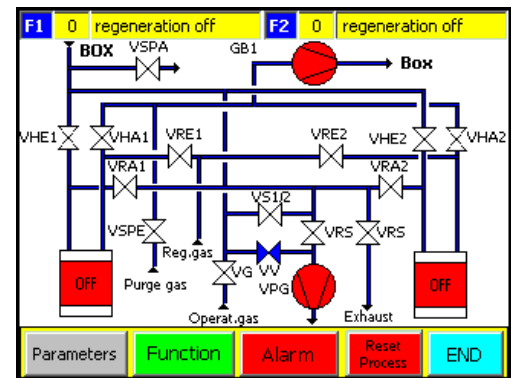 F1 0 regeneration off F2 0 regeneration off
BOX VSPA GB1 Box
VHE1 VHA1 VRE1 VRE2 VHE2 VHA2
VRA1 VRA2
VS1/2
VSPE VRS VRS
Reg.gas
OFF Purge gas VG VV VPG OFF
Operat.gas Exhaust
Parameters Function Alarm Reset Process END